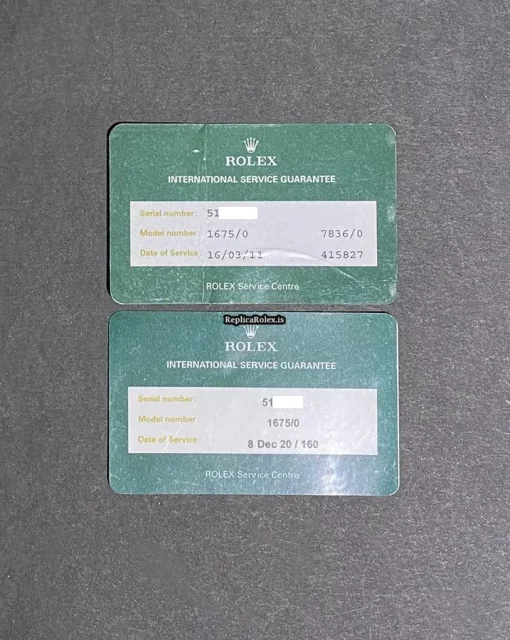 ROLEX
INTERNATIONAL SERVICE GUARANTEE
Serial number: 51
Model number: 1675/0 7836/0
Date of Service: 16/03/11 415827
ROLEX Service Centre
ReplicaRolex.is
ROLEX
INTERNATIONAL SERVICE GUARANTEE
Serial number: 51
Model number: 1675/0
Date of Service: 8 Dec 20 / 160
ROLEX Service Centre